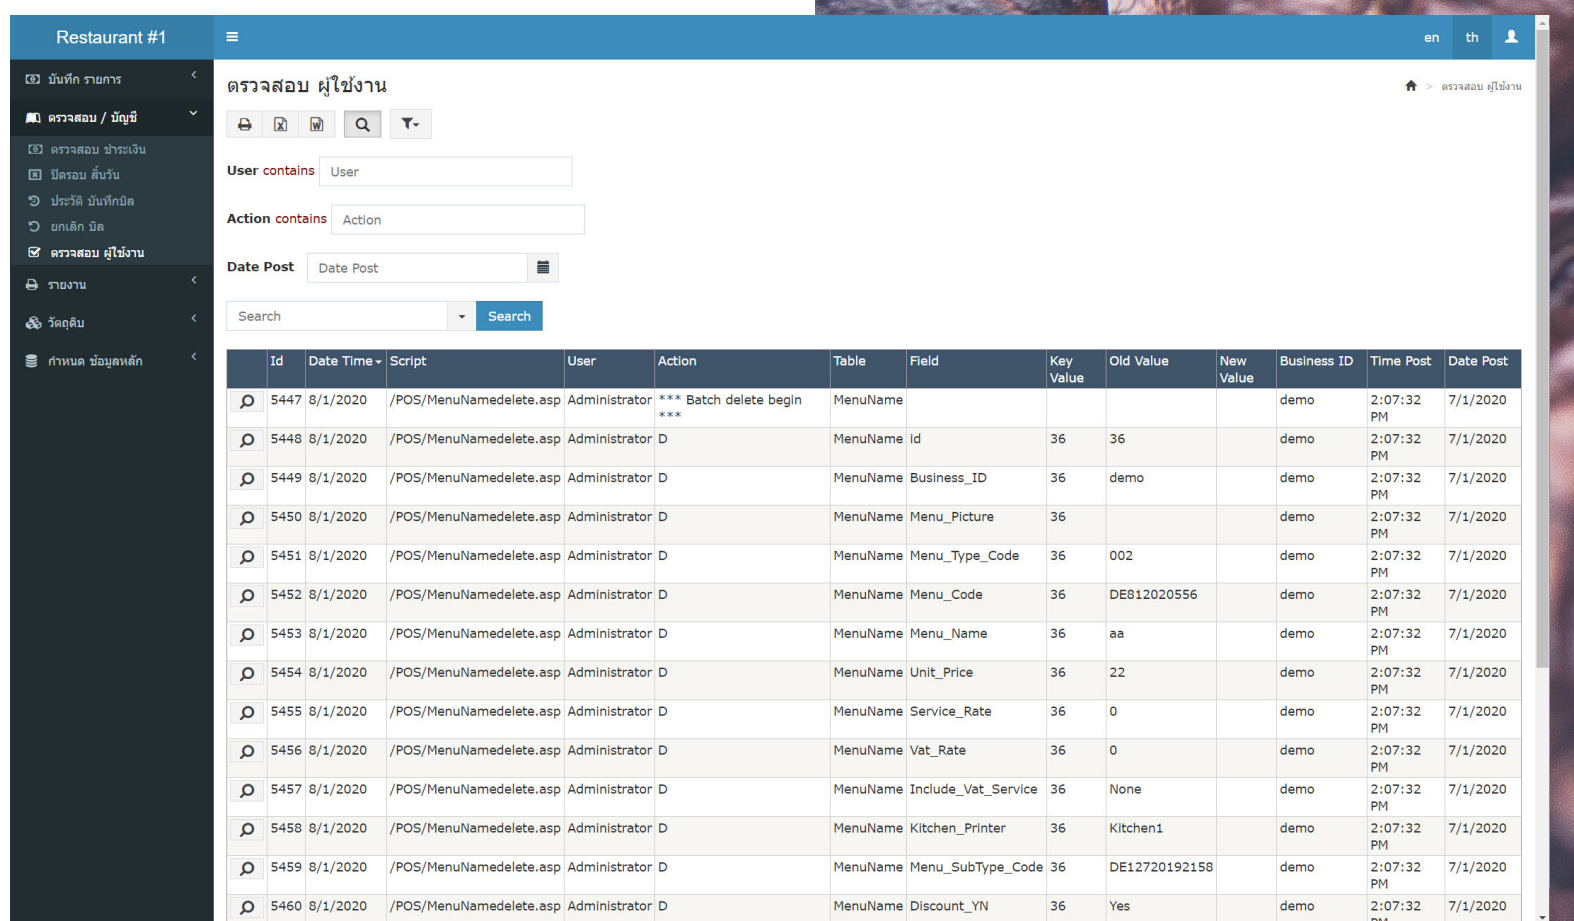 Restaurant #1
en th
บันทึก รายการ
ตรวจสอบ / บัญชี
ตรวจสอบ ชำระเงิน
ปิดรอบ สิ้นวัน
ประวัติ บันทึกบิล
ยกเลิก บิล
ตรวจสอบ ผู้ใช้งาน
รายงาน
วัตถุดิบ
กำหนด ข้อมูลหลัก
ตรวจสอบ ผู้ใช้งาน
> ตรวจสอบ ผู้ใช้งาน
User contains User
Action contains Action
Date Post Date Post
Search Search
Id Date Time Script User Action Table Field Key Value Old Value New Value Business ID Time Post Date Post
5447 8/1/2020 /POS/MenuNamedelete.asp Administrator *** Batch delete begin *** MenuName demo 2:07:32 PM 7/1/2020
5448 8/1/2020 /POS/MenuNamedelete.asp Administrator D MenuName id 36 36 demo 2:07:32 PM 7/1/2020
5449 8/1/2020 /POS/MenuNamedelete.asp Administrator D MenuName Business_ID 36 demo demo 2:07:32 PM 7/1/2020
5450 8/1/2020 /POS/MenuNamedelete.asp Administrator D MenuName Menu_Picture 36 demo 2:07:32 PM 7/1/2020
5451 8/1/2020 /POS/MenuNamedelete.asp Administrator D MenuName Menu_Type_Code 36 002 demo 2:07:32 PM 7/1/2020
5452 8/1/2020 /POS/MenuNamedelete.asp Administrator D MenuName Menu_Code 36 DE812020556 demo 2:07:32 PM 7/1/2020
5453 8/1/2020 /POS/MenuNamedelete.asp Administrator D MenuName Menu_Name 36 aa demo 2:07:32 PM 7/1/2020
5454 8/1/2020 /POS/MenuNamedelete.asp Administrator D MenuName Unit_Price 36 22 demo 2:07:32 PM 7/1/2020
5455 8/1/2020 /POS/MenuNamedelete.asp Administrator D MenuName Service_Rate 36 0 demo 2:07:32 PM 7/1/2020
5456 8/1/2020 /POS/MenuNamedelete.asp Administrator D MenuName Vat_Rate 36 0 demo 2:07:32 PM 7/1/2020
5457 8/1/2020 /POS/MenuNamedelete.asp Administrator D MenuName Include_Vat_Service 36 None demo 2:07:32 PM 7/1/2020
5458 8/1/2020 /POS/MenuNamedelete.asp Administrator D MenuName Kitchen_Printer 36 Kitchen1 demo 2:07:32 PM 7/1/2020
5459 8/1/2020 /POS/MenuNamedelete.asp Administrator D MenuName Menu_SubType_Code 36 DE12720192158 demo 2:07:32 PM 7/1/2020
5460 8/1/2020 /POS/MenuNamedelete.asp Administrator D MenuName Discount_YN 36 Yes demo 2:07:32 PM 7/1/2020